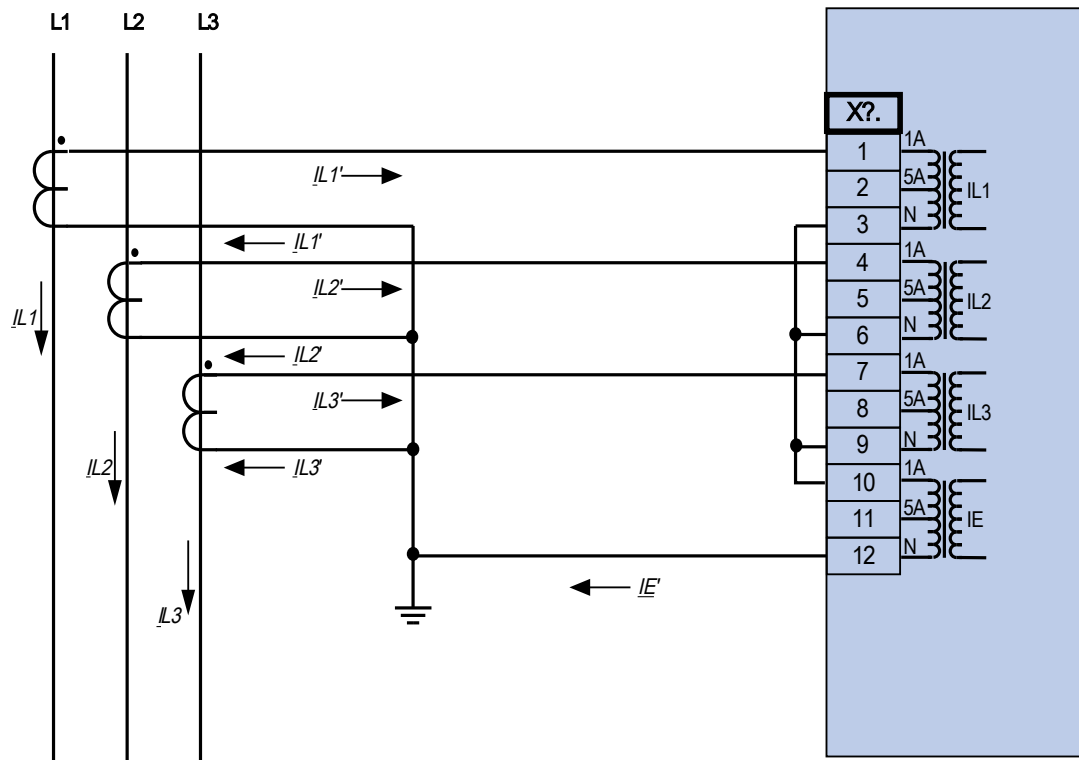 L1 L2 L3
X?.
1 1A
IL1'
2 5A IL1
N
3
IL1'
4 1A
IL2'
5 5A IL2
IL1
N
6
IL2'
7 1A
IL3'
8 5A IL3
N
9
IL2
IL3'
10 1A
11 5A IE
N
12
IE'
IL3